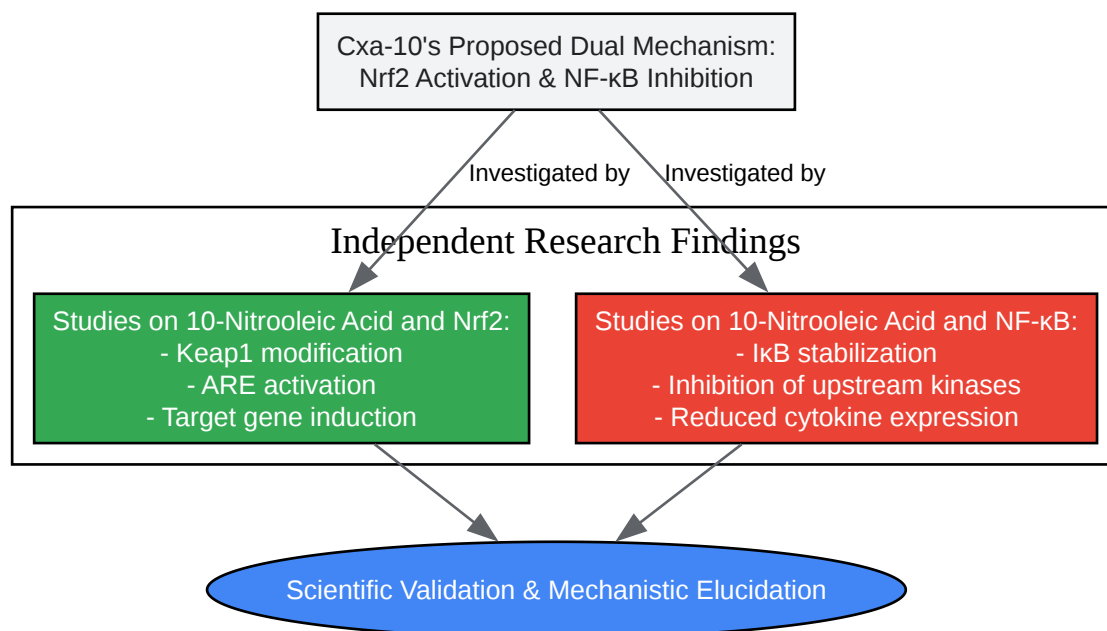 Cxa-10's Proposed Dual Mechanism:
Nrf2 Activation & NF-κB Inhibition
Investigated by
Investigated by
Independent Research Findings
Studies on 10-Nitrooleic Acid and Nrf2:
- Keap1 modification
- ARE activation
- Target gene induction
Studies on 10-Nitrooleic Acid and NF-κB:
- IκB stabilization
- Inhibition of upstream kinases
- Reduced cytokine expression
Scientific Validation & Mechanistic Elucidation